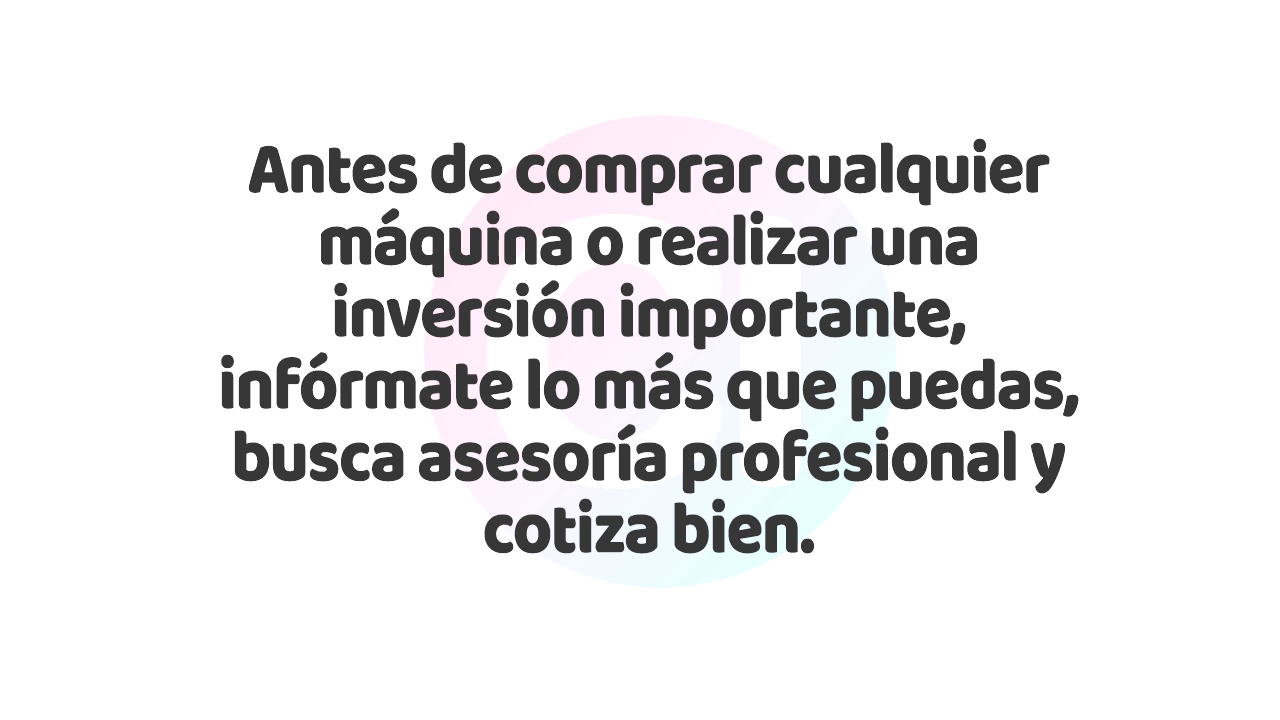 Antes de comprar cualquier
máquina o realizar una
inversión importante,
infórmate lo más que puedas,
busca asesoría profesional y
cotiza bien.